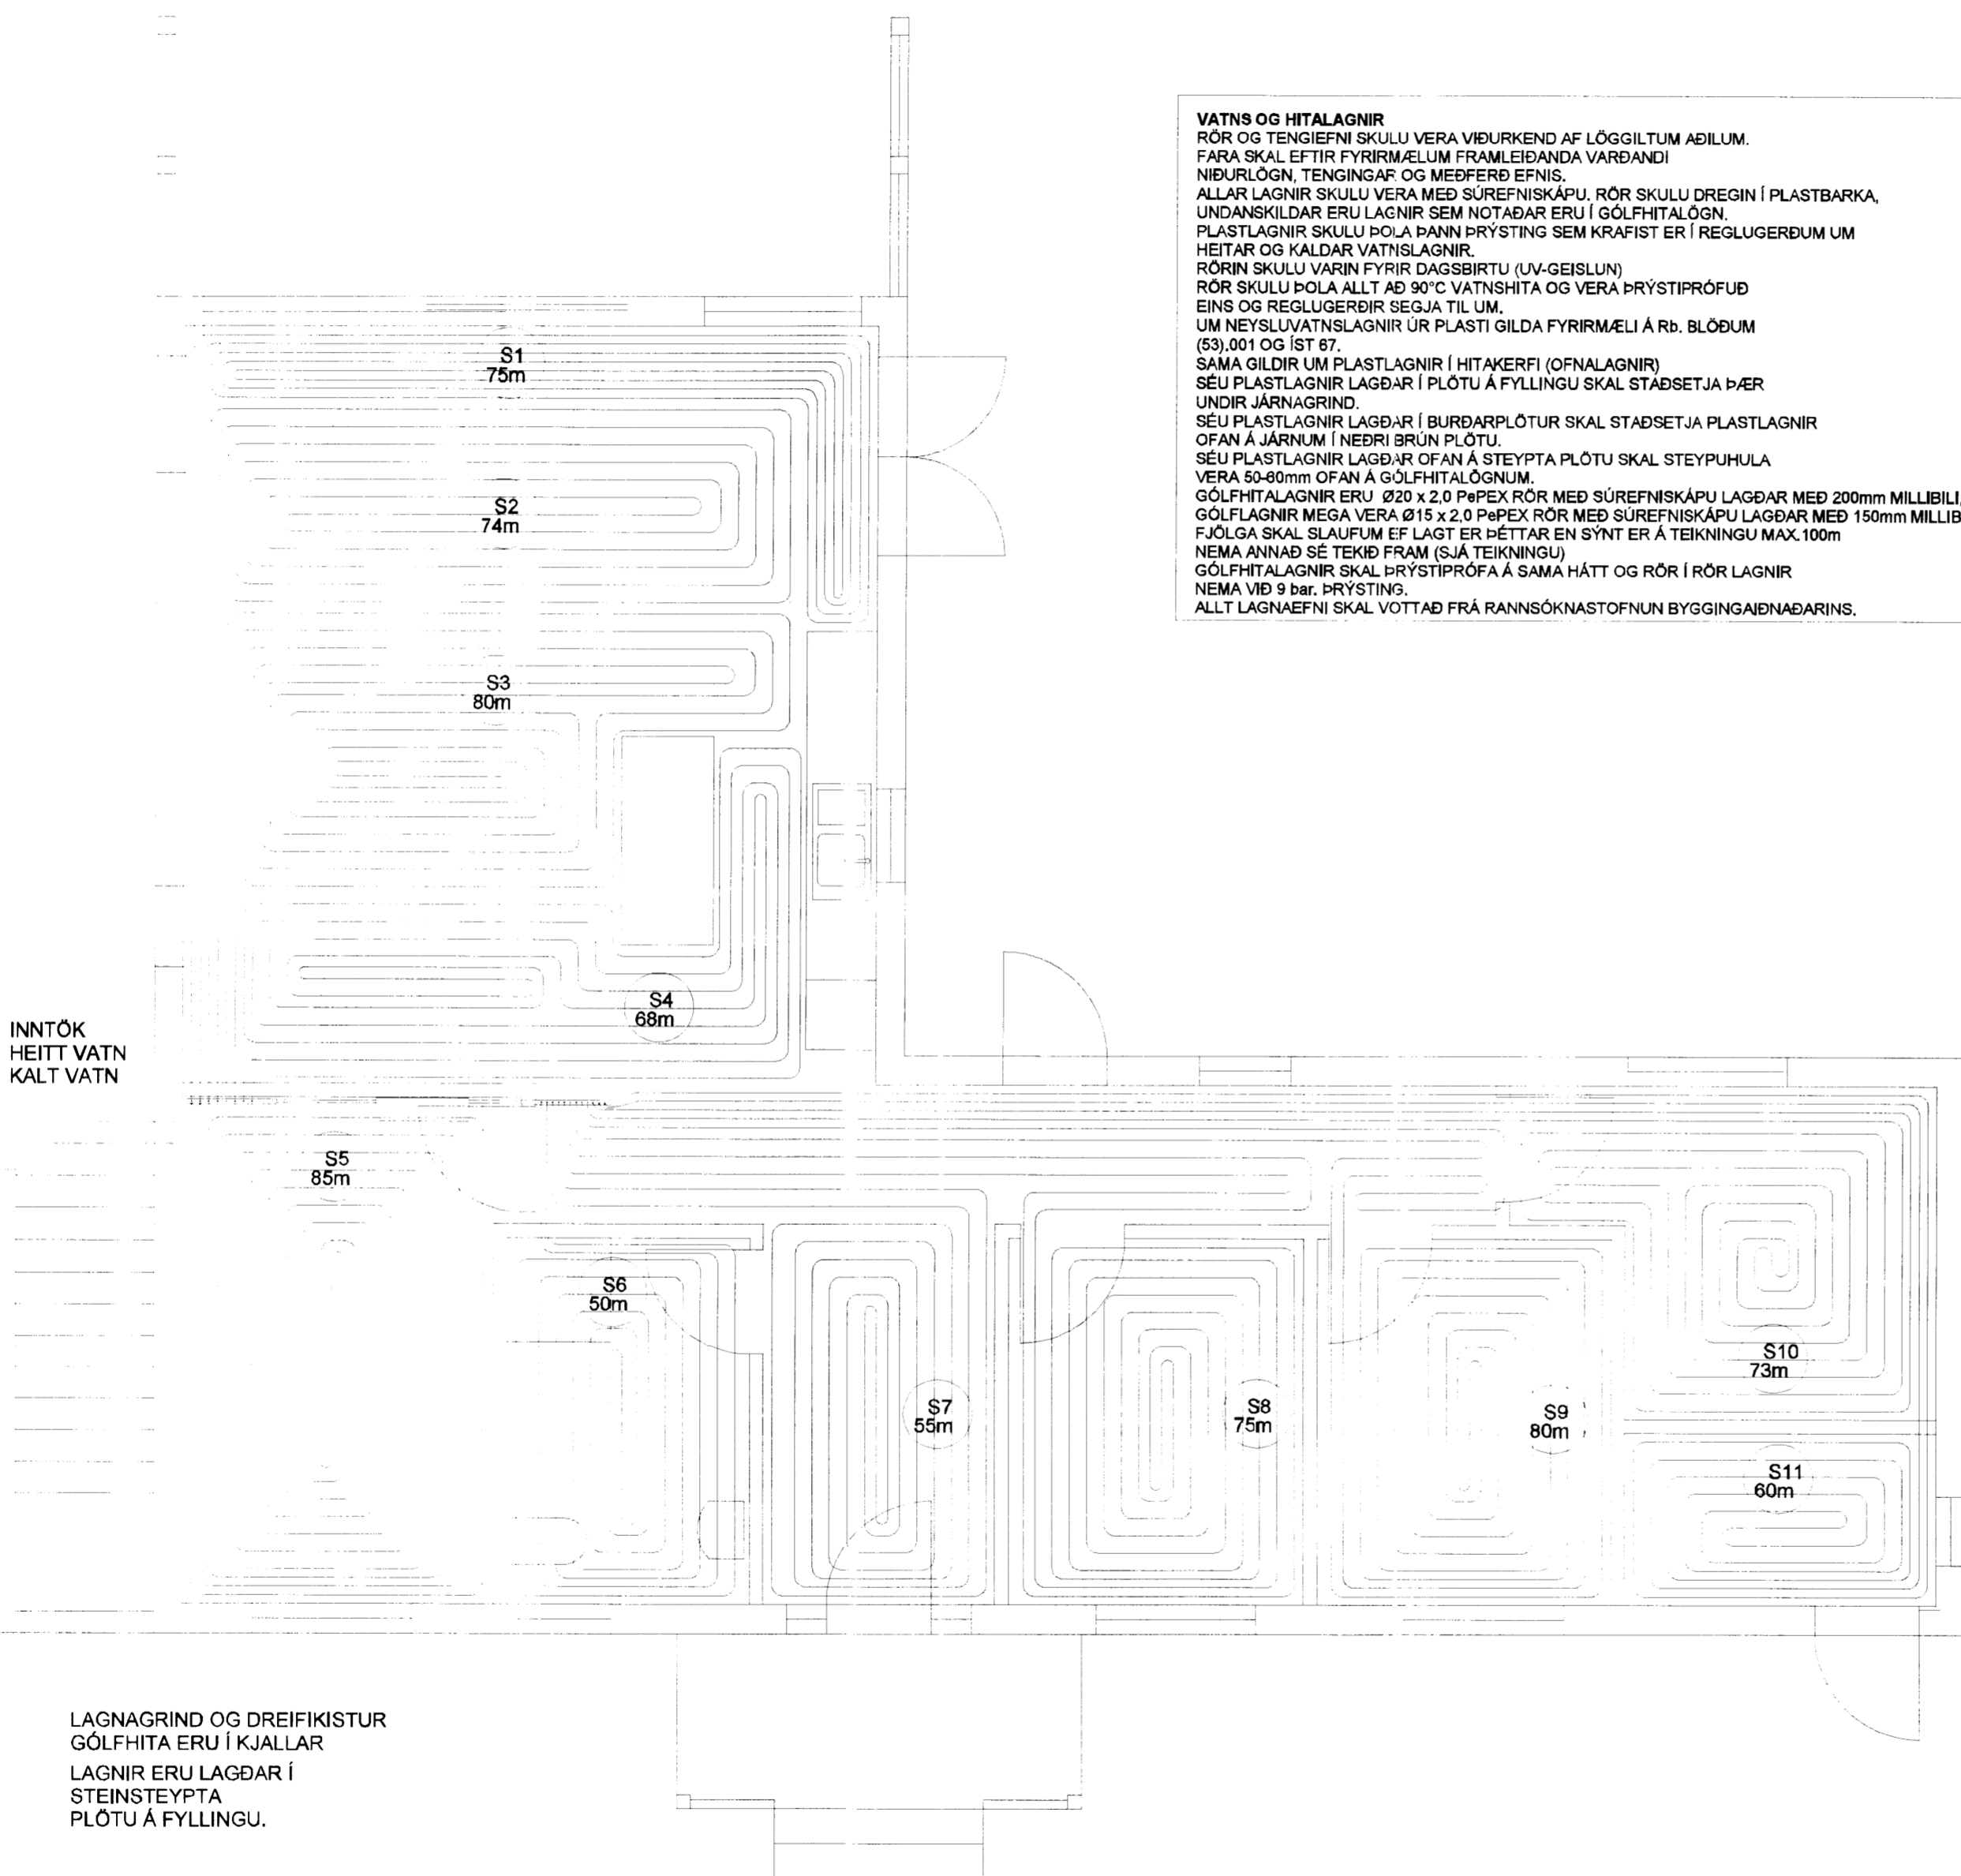 VATNS OG HITALAGNIR
RÖR OG TENGIEFNI SKULU VERA VIÐURKEND AF LÖGGILTUM AÐILUM.
FARA SKAL EFTIR FYRIRMÆLUM FRAMLEIÐANDA VARÐANDI
NIÐURLÖGN, TENGINGAR OG MEÐFERÐ EFNIS.
ALLAR LAGNIR SKULU VERA MEÐ SÚREFNISKÁPU. RÖR SKULU DREGIN Í PLASTBARKA,
UNDANSKILDAR ERU LAGNIR SEM NOTAÐAR ERU Í GÓLFHITALÖGN.
PLASTLAGNIR SKULU ÞOLA ÞANN ÞRÝSTING SEM KRAFIST ER Í REGLUGERÐUM UM
HEITAR OG KALDAR VATNSLAGNIR.
RÖRIN SKULU VARIN FYRIR DAGSBIRTU (UV-GEISLUN)
RÖR SKULU ÞOLA ALLT AÐ 90°C VATNSHITA OG VERA ÞRÝSTIPRÓFUÐ
EINS OG REGLUGERÐIR SEGJA TIL UM.
UM NEYSLUVATNSLAGNIR ÚR PLASTI GILDA FYRIRMÆLI Á Rb. BLÖÐUM
(53).001 OG ÍST 67.
SAMA GILDIR UM PLASTLAGNIR Í HITAKERFI (OFNALAGNIR)
SÉU PLASTLAGNIR LAGÐAR Í PLÖTU Á FYLLINGU SKAL STAÐSETJA ÞÆR
UNDIR JÁRNAGRIND.
SÉU PLASTLAGNIR LAGÐAR Í BURÐARPLÖTUR SKAL STAÐSETJA PLASTLAGNIR
OFAN Á JÁRNUM Í NEÐRI BRÚN PLÖTU.
SÉU PLASTLAGNIR LAGÐAR OFAN Á STEYPTA PLÖTU SKAL STEYPUHULA
VERA 50-60mm OFAN Á GÓLFHITALÖGNUM.
GÓLFHITALAGNIR ERU Ø20 x 2,0 PePEX RÖR MEÐ SÚREFNISKÁPU LAGÐAR MEÐ 200mm MILLIBILI,
GÓLFLAGNIR MEGA VERA Ø15 x 2,0 PePEX RÖR MEÐ SÚREFNISKÁPU LAGÐAR MEÐ 150mm MILLIB
FJÖLGA SKAL SLAUFUM EF LAGT ER ÞÉTTAR EN SÝNT ER Á TEIKNINGU MAX.100m
NEMA ANNAÐ SÉ TEKIÐ FRAM (SJÁ TEIKNINGU)
GÓLFHITALAGNIR SKAL ÞRÝSTIPRÓFA Á SAMA HÁTT OG RÖR Í RÖR LAGNIR
NEMA VIÐ 9 bar. ÞRÝSTING.
ALLT LAGNAEFNI SKAL VOTTAÐ FRÁ RANNSÓKNASTOFNUN BYGGINGAIÐNAÐARINS.
S1
75m
S2
74m
S3
80m
S4
68m
INNTÖK
HEITT VATN
KALT VATN
S5
85m
S6
50m
S7
55m
S8
75m
S9
80m
S10
73m
S11
60m
LAGNAGRIND OG DREIFIKISTUR
GÓLFHITA ERU Í KJALLAR
LAGNIR ERU LAGÐAR Í
STEINSTEYPTA
PLÖTU Á FYLLINGU.